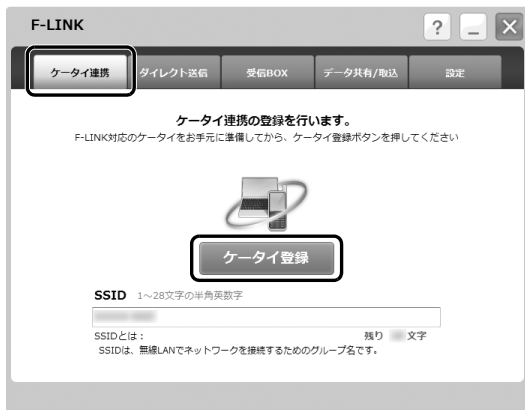 F-LINK
? _ ×
ケータイ連携 ダイレクト送信 受信BOX データ共有/取込 設定
ケータイ連携の登録を行います。
F-LINK対応のケータイをお手元に準備してから、ケータイ登録ボタンを押してください
ケータイ登録
SSID 1～28文字の半角英数字
SSIDとは： 残り 文字
SSIDは、無線LANでネットワークを接続するためのグループ名です。